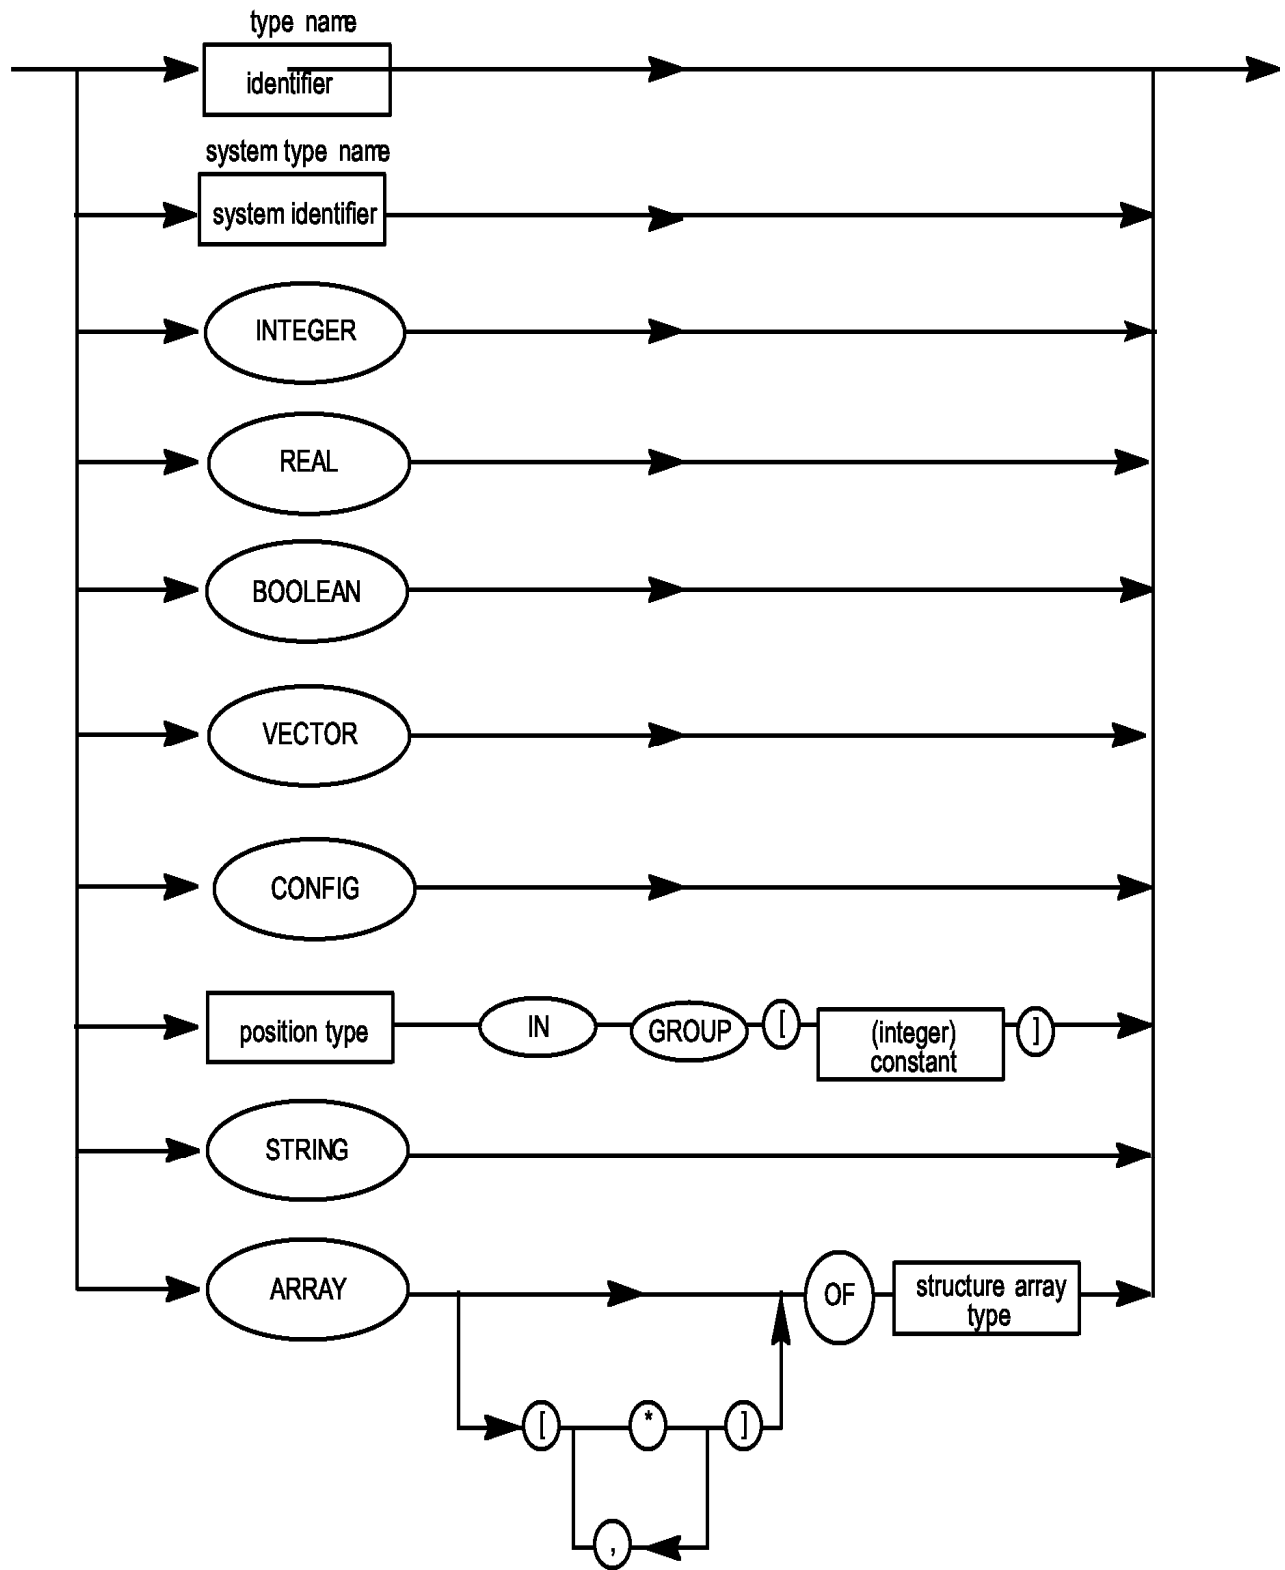 type name
identifier
system type name
system identifier
INTEGER
REAL
BOOLEAN
VECTOR
CONFIG
position type IN GROUP [ (integer) constant ]
STRING
ARRAY OF structure array type
[ * ]
,